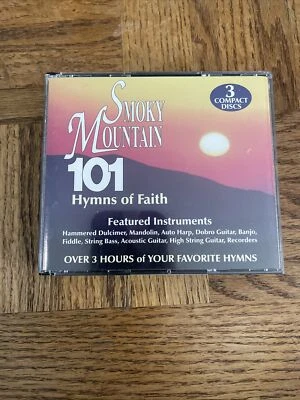 3
COMPACT
DISCS
SMOKY
MOUNTAIN
101
Hymns of Faith
Featured Instruments
Hammered Dulcimer, Mandolin, Auto Harp, Dobro Guitar, Banjo,
Fiddle, String Bass, Acoustic Guitar, High String Guitar, Recorders
OVER 3 HOURS of YOUR FAVORITE HYMNS